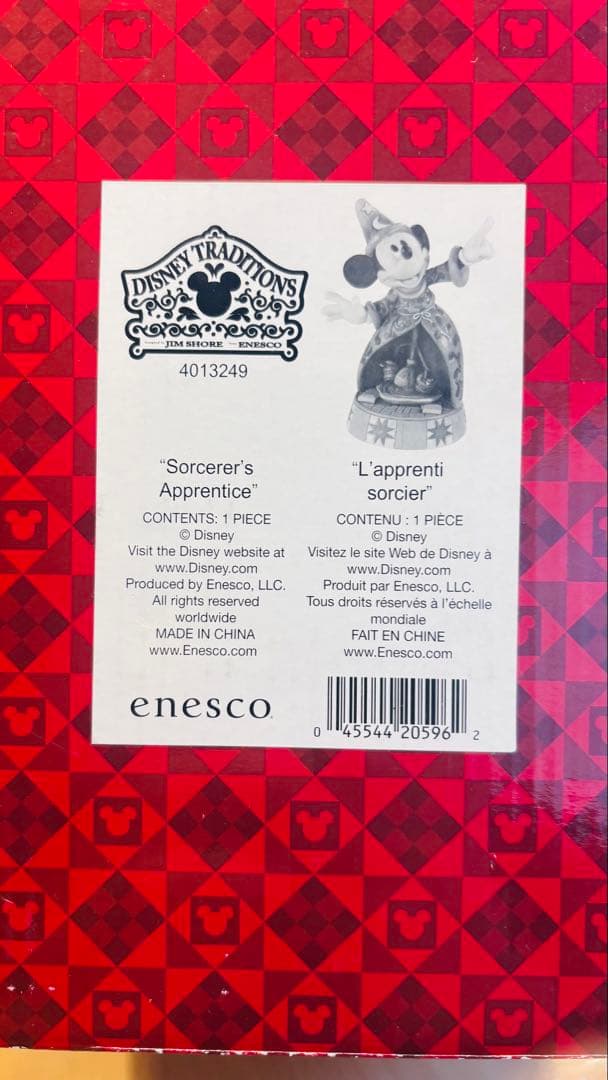 DISNEY TRADITIONS
JIM SHORE ENESCO
4013249
“Sorcerer’s
Apprentice”
CONTENTS: 1 PIECE
© Disney
Visit the Disney website at
www.Disney.com
Produced by Enesco, LLC.
All rights reserved
worldwide
MADE IN CHINA
www.Enesco.com
“L’apprenti
sorcier”
CONTENU : 1 PIÈCE
© Disney
Visitez le site Web de Disney à
www.Disney.com
Produit par Enesco, LLC.
Tous droits réservés à l’échelle
mondiale
FAIT EN CHINE
www.Enesco.com
enesco.
0 45544 20596 2